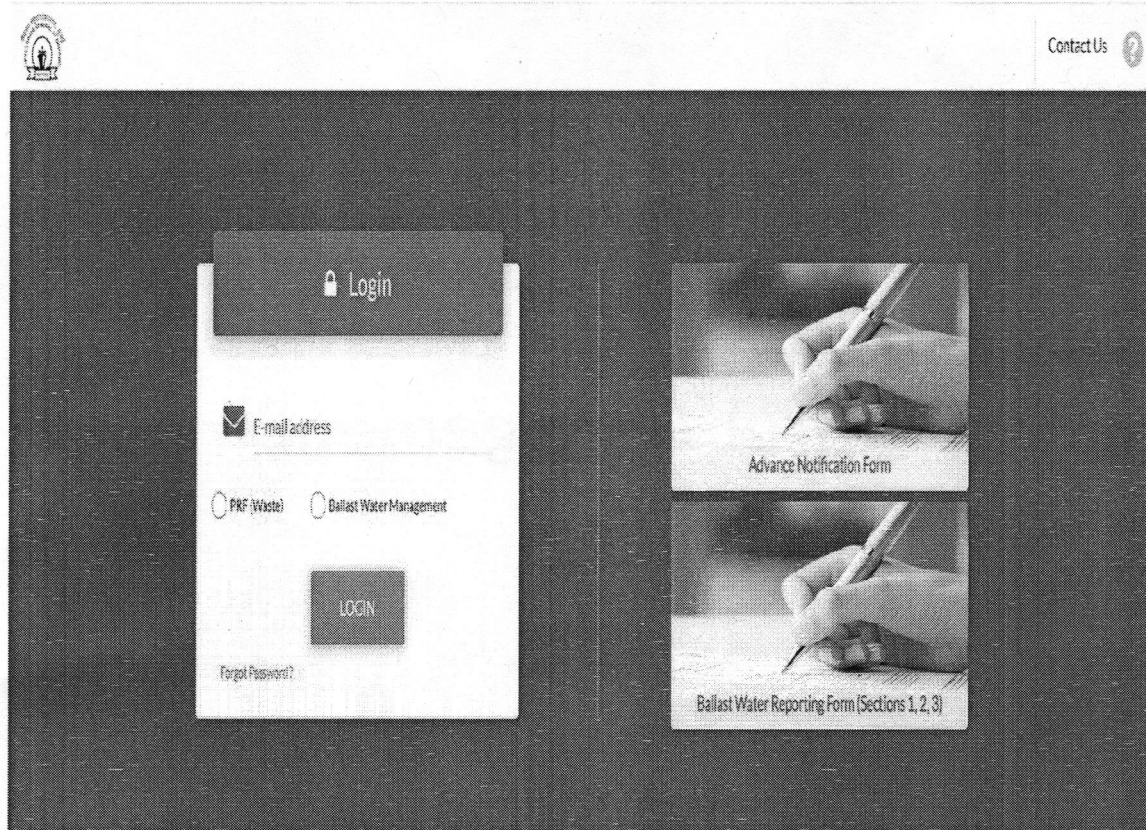 Contact Us ?
Login
E-mail address
PRF (Waste) Ballast Water Management
LOGIN
Forgot Password?
Advance Notification Form
Ballast Water Reporting Form (Sections 1, 2, 3)